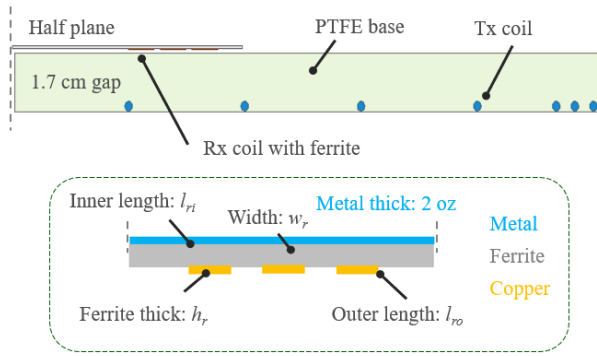 Half plane
PTFE base
Tx coil
1.7 cm gap
Rx coil with ferrite
Inner length: lri
Width: wr
Metal thick: 2 oz
Metal
Ferrite
Copper
Ferrite thick: hr
Outer length: lro